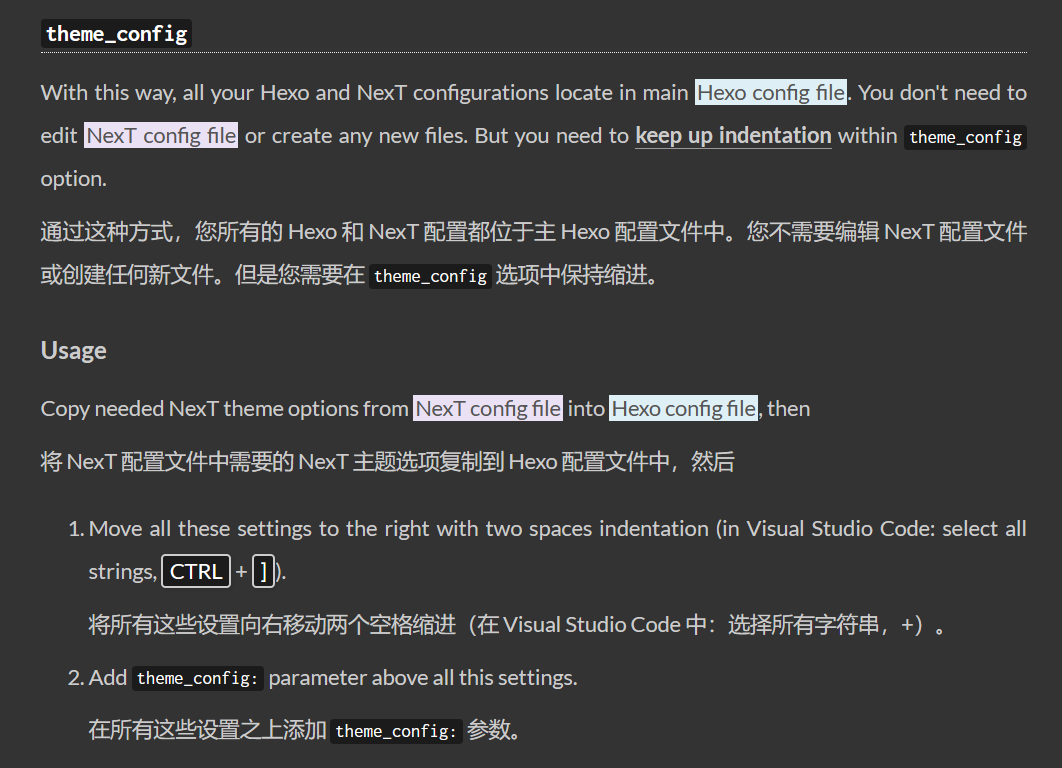 theme_config
With this way, all your Hexo and NexT configurations locate in main Hexo config file. You don't need to
edit NexT config file or create any new files. But you need to keep up indentation within theme_config
option.
通过这种方式，您所有的 Hexo 和 NexT 配置都位于主 Hexo 配置文件中。您不需要编辑 NexT 配置文件
或创建任何新文件。但是您需要在 theme_config 选项中保持缩进。
Usage
Copy needed NexT theme options from NexT config file into Hexo config file, then
将 NexT 配置文件中需要的 NexT 主题选项复制到 Hexo 配置文件中，然后
1. Move all these settings to the right with two spaces indentation (in Visual Studio Code: select all
strings, CTRL + ]).
将所有这些设置向右移动两个空格缩进（在 Visual Studio Code 中：选择所有字符串，+）。
2. Add theme_config: parameter above all this settings.
在所有这些设置之上添加 theme_config: 参数。